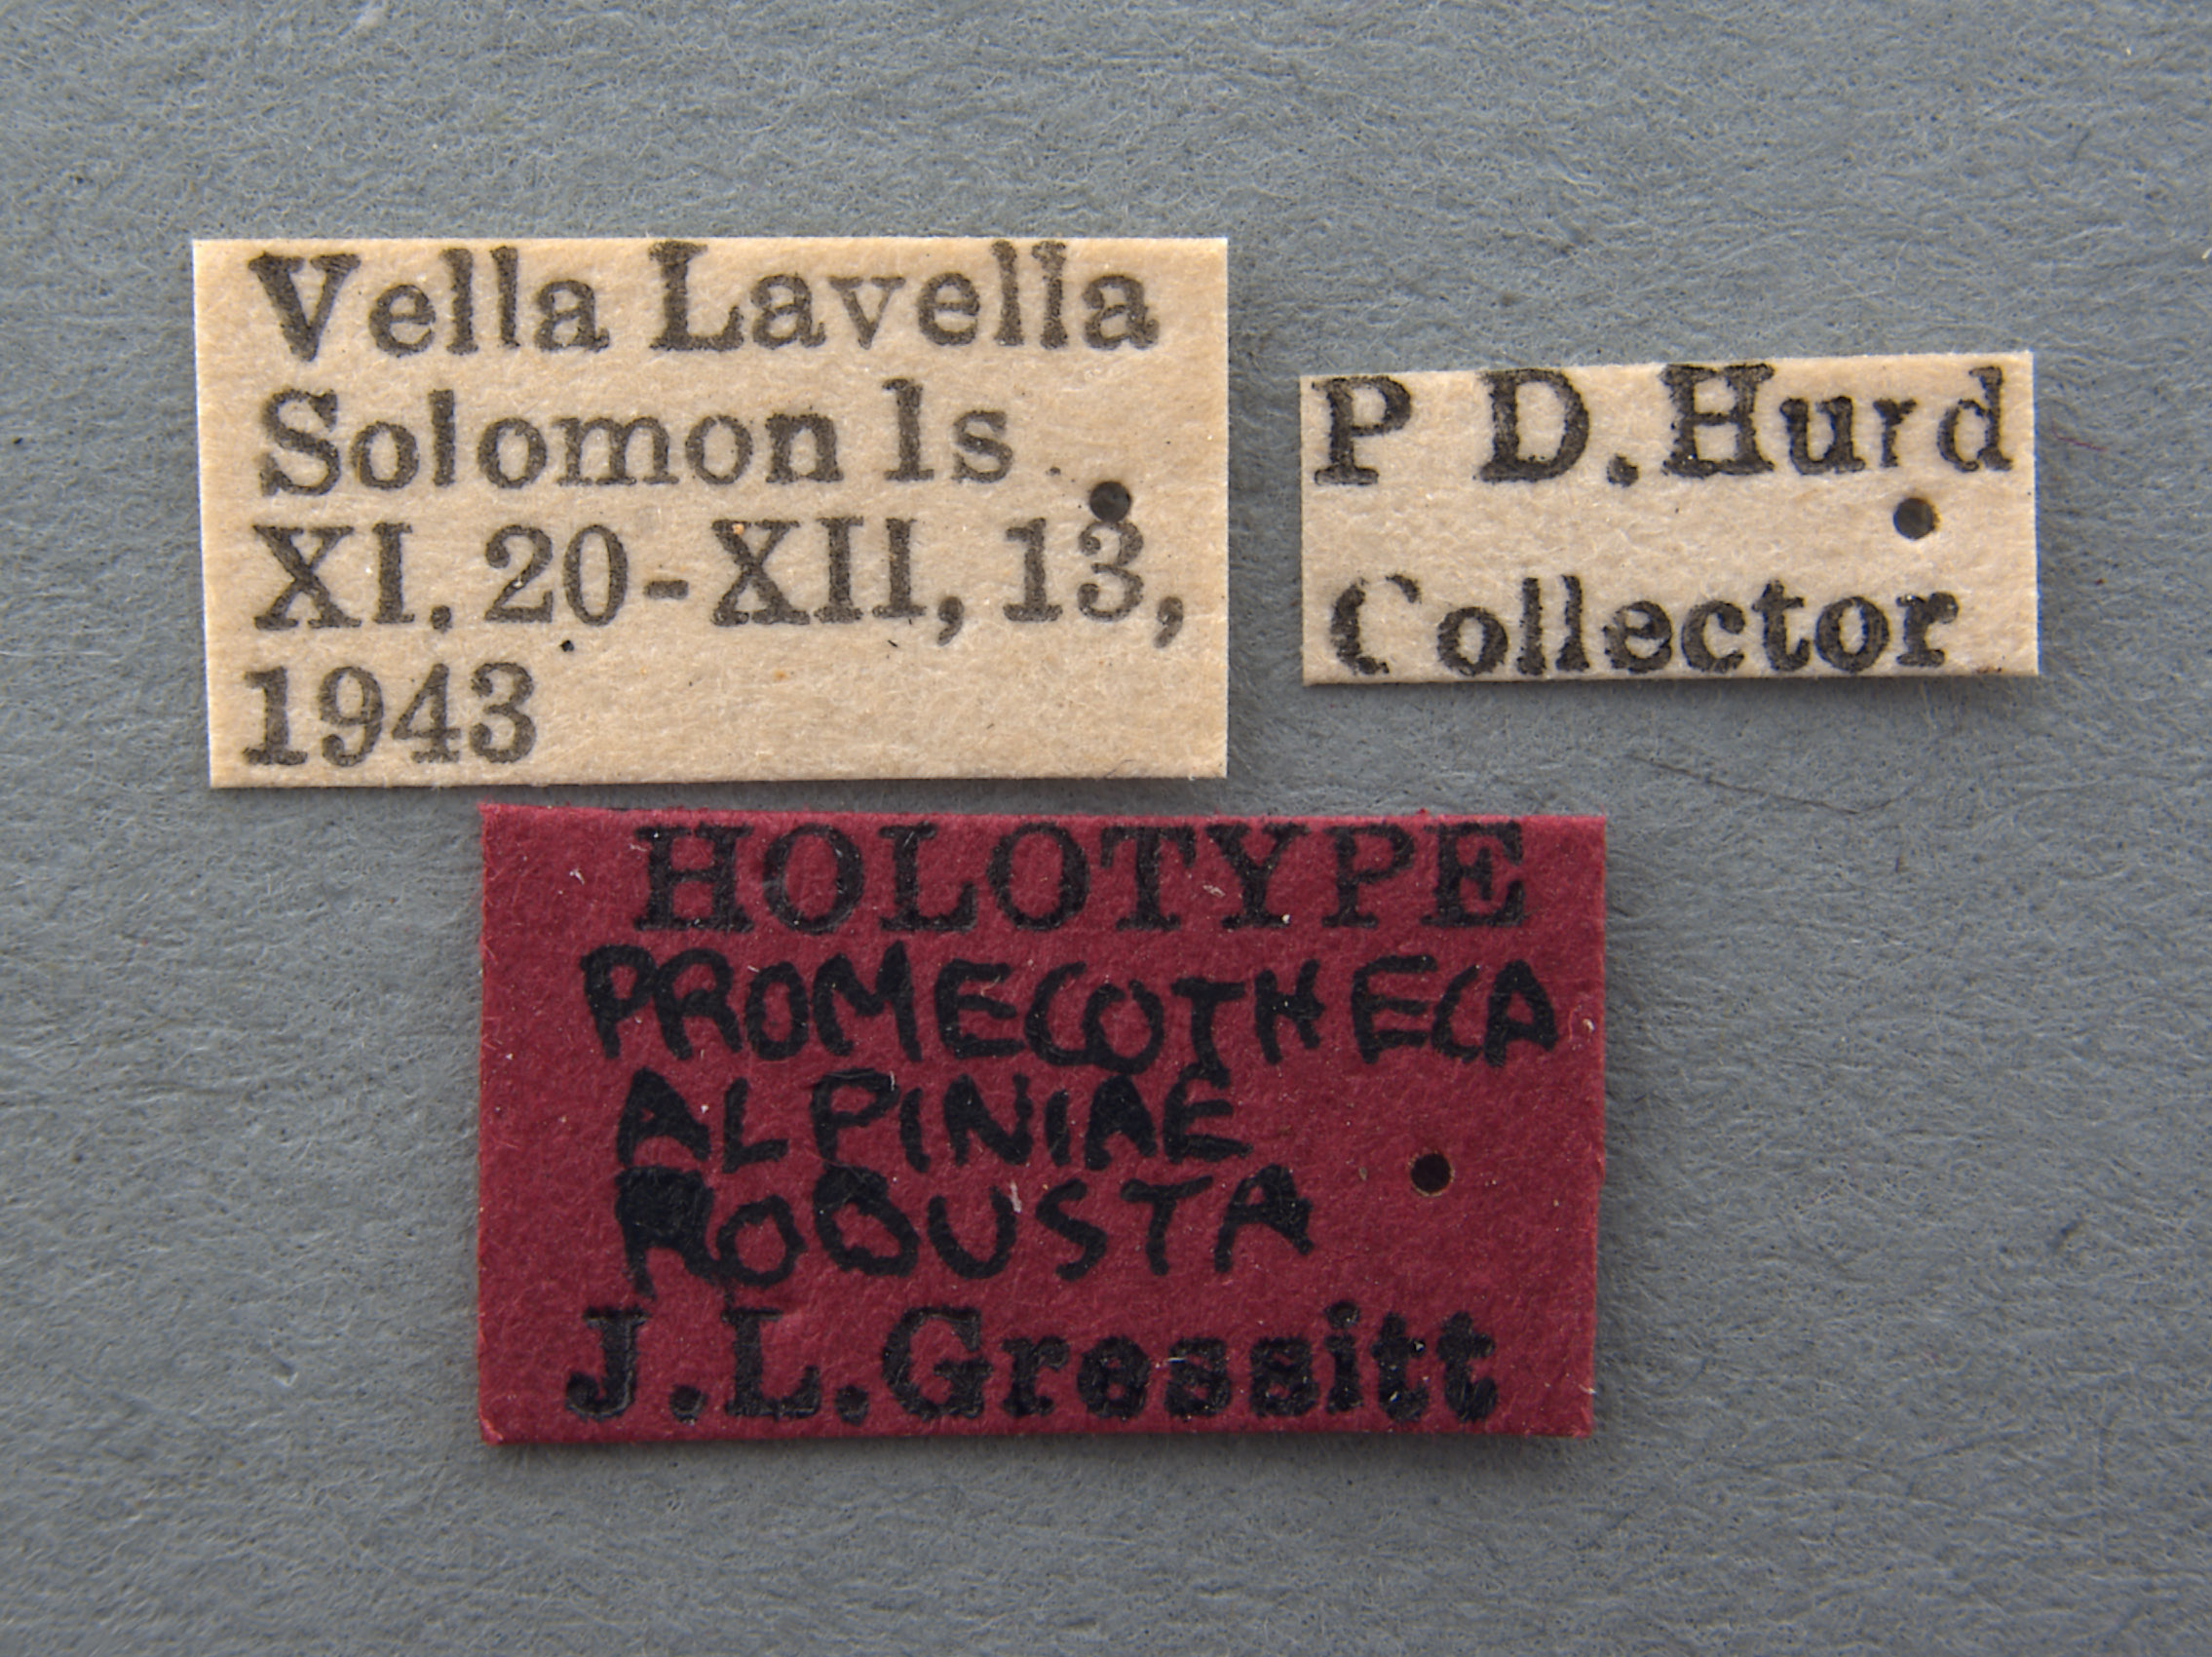 Vella Lavella
Solomon Is.
XI. 20-XII, 13,
1943
P D. Hurd
Collector
HOLOTYPE
PROMECOTHECA
ALPINIAE
ROBUSTA
J.L.Gressitt